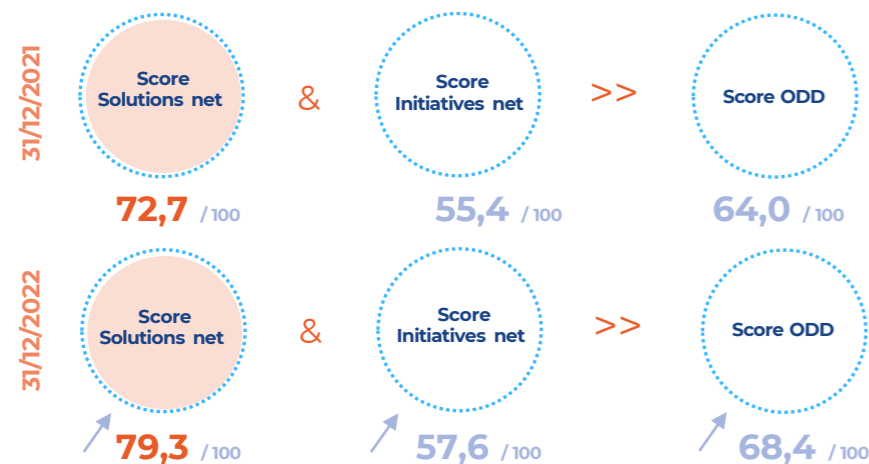 31/12/2021
Score
Solutions net
&
Score
Initiatives net
>>
Score ODD
72,7 / 100
55,4 / 100
64,0 / 100
31/12/2022
Score
Solutions net
&
Score
Initiatives net
>>
Score ODD
79,3 / 100
57,6 / 100
68,4 / 100